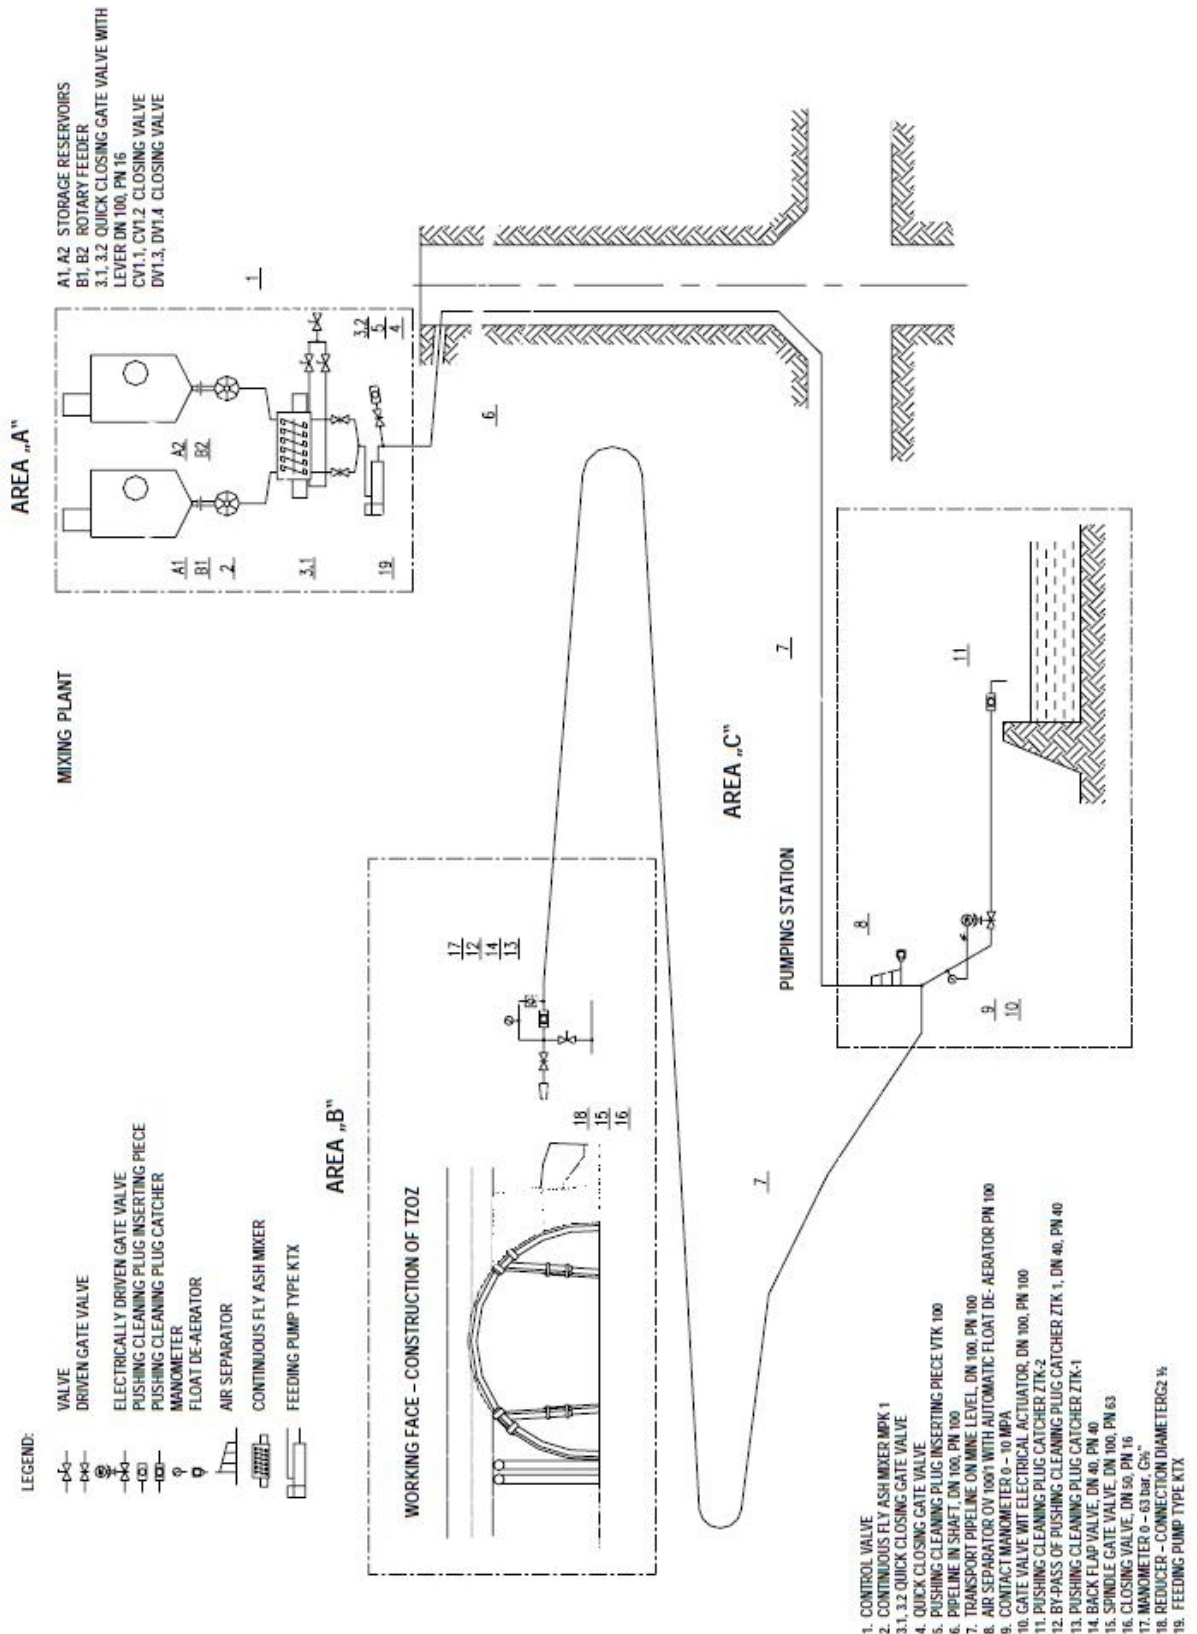 AREA „A"
A1, A2 STORAGE RESERVOIRS
B1, B2 ROTARY FEEDER
3.1, 3.2 QUICK CLOSING GATE VALVE WITH
LEVER DN 100, PN 16
CV1.1, CV1.2 CLOSING VALVE
DV1.3, DV1.4 CLOSING VALVE
MIXING PLANT
A1
B1
2
A2
B2
3.1
19
3.2
5
4
1
6
LEGEND:
VALVE
DRIVEN GATE VALVE
ELECTRICALLY DRIVEN GATE VALVE
PUSHING CLEANING PLUG INSERTING PIECE
PUSHING CLEANING PLUG CATCHER
MANOMETER
FLOAT DE-AERATOR
AIR SEPARATOR
CONTINUOUS FLY ASH MIXER
FEEDING PUMP TYPE KTX
AREA „B"
WORKING FACE – CONSTRUCTION OF TZOZ
17
12
14
13
18
15
16
7
AREA „C"
7
PUMPING STATION
8
11
9
10
1. CONTROL VALVE
2. CONTINUOUS FLY ASH MIXER MPK 1
3.1, 3.2 QUICK CLOSING GATE VALVE
4. QUICK CLOSING GATE VALVE
5. PUSHING CLEANING PLUG INSERTING PIECE VTK 100
6. PIPELINE IN SHAFT, DN 100, PN 100
7. TRANSPORT PIPELINE ON MINE LEVEL, DN 100, PN 100
8. AIR SEPARATOR OV 100/1 WITH AUTOMATIC FLOAT DE- AERATOR PN 100
9. CONTACT MANOMETER 0 – 10 MPA
10. GATE VALVE WIT ELECTRICAL ACTUATOR, DN 100, PN 100
11. PUSHING CLEANING PLUG CATCHER ZTK-2
12. BY-PASS OF PUSHING CLEANING PLUG CATCHER ZTK 1, DN 40, PN 40
13. PUSHING CLEANING PLUG CATCHER ZTK-1
14. BACK FLAP VALVE, DN 40, PN 40
15. SPINDLE GATE VALVE, DN 100, PN 63
16. CLOSING VALVE, DN 50, PN 16
17. MANOMETER 0 – 63 bar,
18. REDUCER – CONNECTION DIAMETERG2 ½
19. FEEDING PUMP TYPE KTX